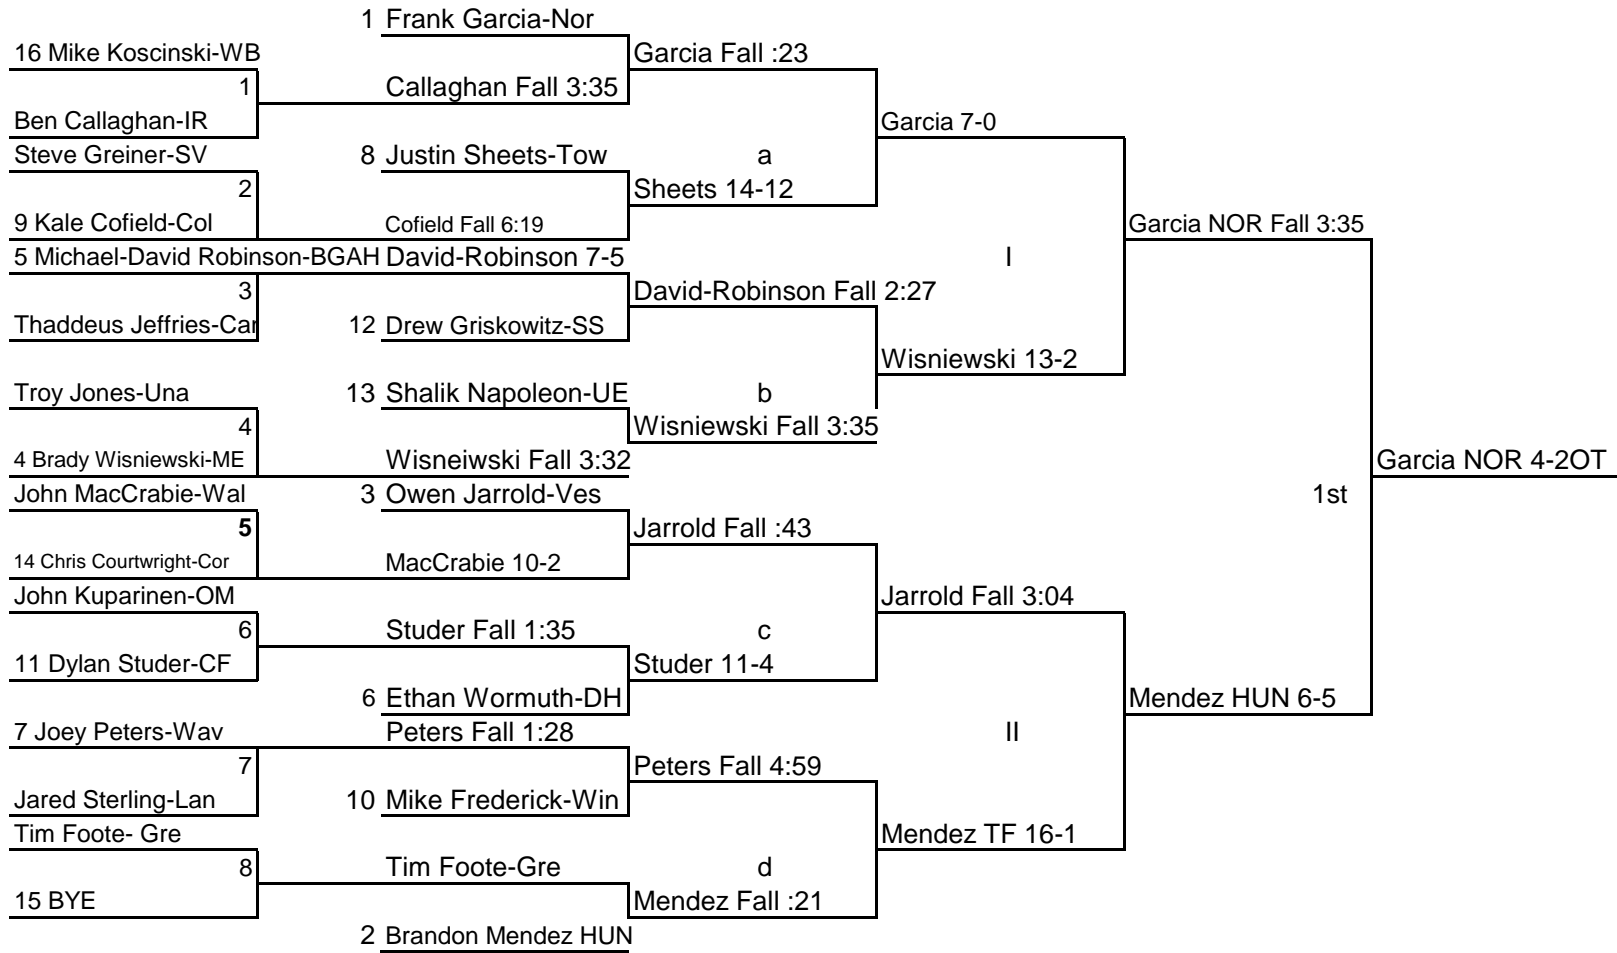 1 Frank Garcia-Nor
16 Mike Koscinski-WB
Garcia Fall :23
1
Callaghan Fall 3:35
Ben Callaghan-IR
Garcia 7-0
Steve Greiner-SV
8 Justin Sheets-Tow
a
2
Sheets 14-12
9 Kale Cofield-Col
Cofield Fall 6:19
Garcia NOR Fall 3:35
5 Michael-David Robinson-BGAH
David-Robinson 7-5
I
3
David-Robinson Fall 2:27
Thaddeus Jeffries-Car
12 Drew Griskowitz-SS
Wisniewski 13-2
Troy Jones-Una
13 Shalik Napoleon-UE
b
4
Wisniewski Fall 3:35
4 Brady Wisniewski-ME
Wisneiwski Fall 3:32
Garcia NOR 4-2OT
John MacCrabie-Wal
3 Owen Jarrold-Ves
1st
5
Jarrold Fall :43
14 Chris Courtwright-Cor
MacCrabie 10-2
John Kuparinen-OM
Jarrold Fall 3:04
6
Studer Fall 1:35
c
11 Dylan Studer-CF
Studer 11-4
6 Ethan Wormuth-DH
Mendez HUN 6-5
7 Joey Peters-Wav
Peters Fall 1:28
II
7
Peters Fall 4:59
Jared Sterling-Lan
10 Mike Frederick-Win
Tim Foote- Gre
Mendez TF 16-1
8
Tim Foote-Gre
d
15 BYE
Mendez Fall :21
2 Brandon Mendez HUN